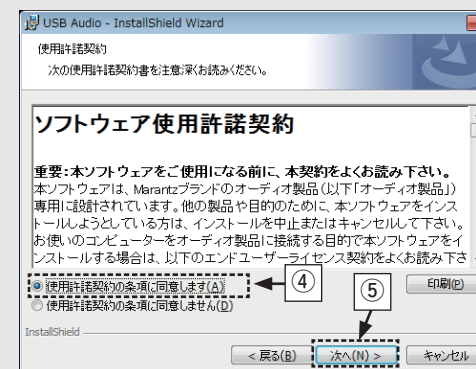 USB Audio - InstallShield Wizard
使用許諾契約
次の使用許諾契約書を注意深くお読みください。
ソフトウェア使用許諾契約
重要：本ソフトウェアをご使用になる前に、本契約をよくお読み下さい。
本ソフトウェアは、Marantzブランドのオーディオ製品（以下「オーディオ製品」）
専用に設計されています。他の製品や目的のために、本ソフトウェアをインス
トールしようとしている方は、インストールを中止またはキャンセルして下さい。
お使いのコンピューターをオーディオ製品に接続する目的で本ソフトウェアをイ
ンストールする場合は、以下のエンドユーザーライセンス契約をよくお読み下さ
使用許諾契約の条項に同意します(A)
④
⑤
印刷(P)
使用許諾契約の条項に同意しません(D)
InstallShield
< 戻る(B)
次へ(N) >
キャンセル